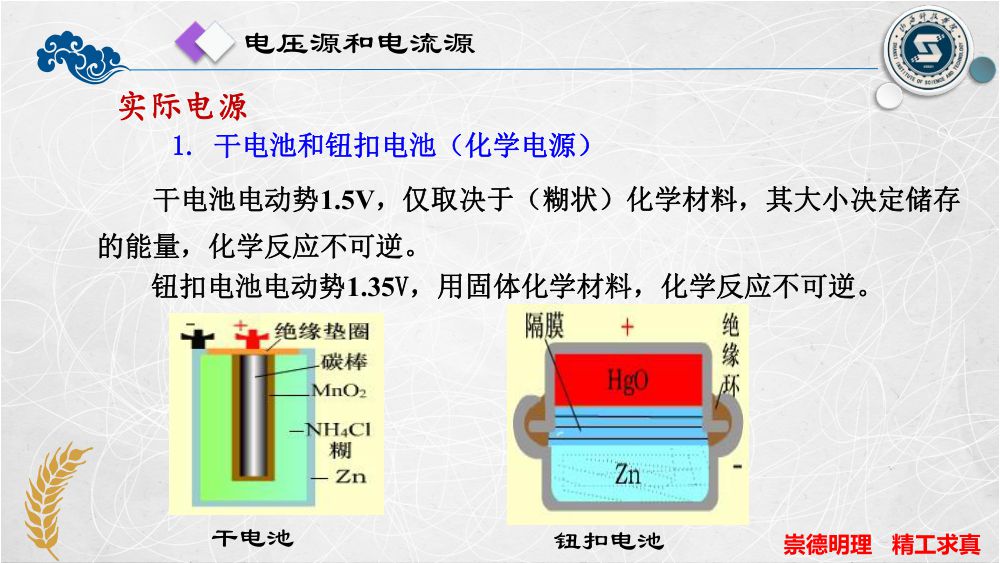 电压源和电流源
实际电源
1. 干电池和钮扣电池（化学电源）
干电池电动势1.5V，仅取决于（糊状）化学材料，其大小决定储存
的能量，化学反应不可逆。
钮扣电池电动势1.35V，用固体化学材料，化学反应不可逆。
- +
绝缘垫圈
碳棒
MnO2
NH4Cl
糊
Zn
干电池
隔膜
+
绝缘环
HgO
Zn
-
钮扣电池
崇德明理 精工求真